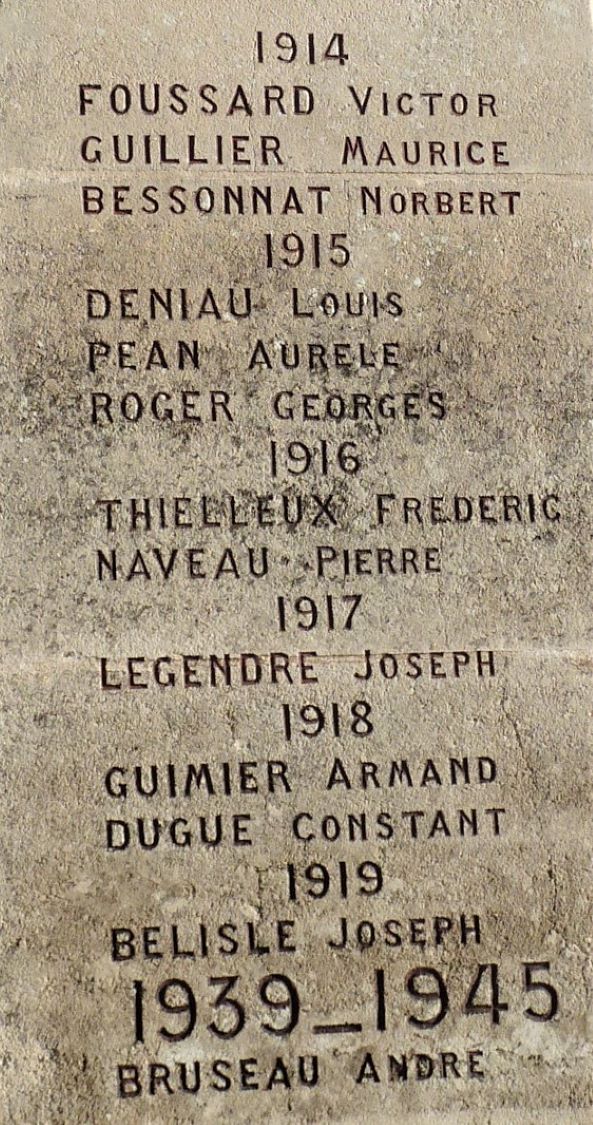 1914
FOUSSARD VICTOR
GUILLIER MAURICE
BESSONNAT NORBERT
1915
DENIAU LOUIS
PEAN AURELE
ROGER GEORGES
1916
THIELLEUX FREDERIC
NAVEAU PIERRE
1917
LEGENDRE JOSEPH
1918
GUIMIER ARMAND
DUGUE CONSTANT
1919
BELISLE JOSEPH
1939_1945
BRUSEAU ANDRE